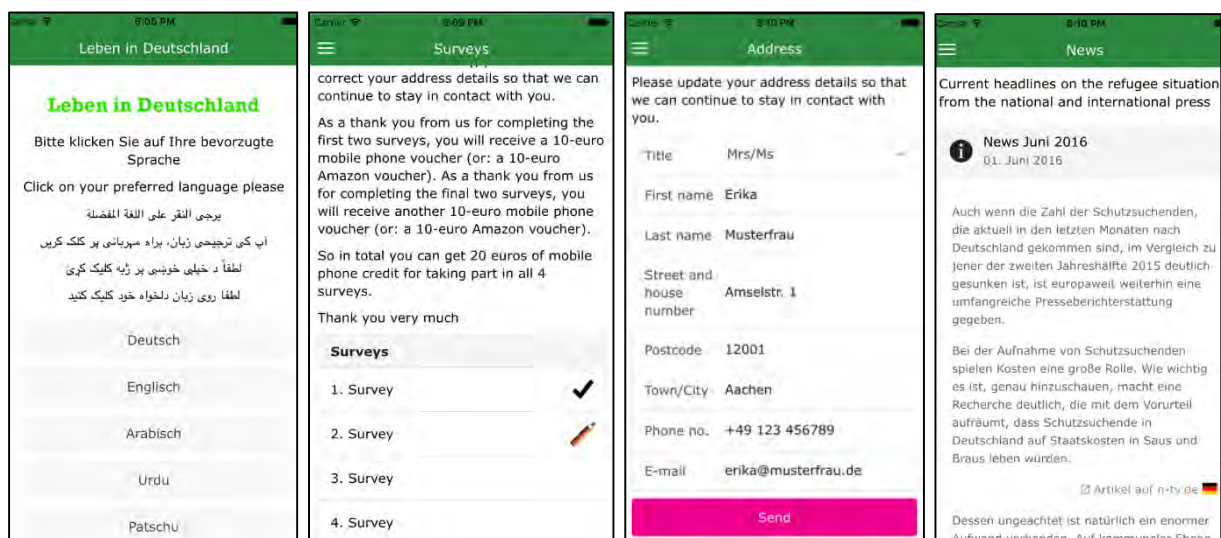 Carrier 8:05 PM
Leben in Deutschland
Leben in Deutschland
Bitte klicken Sie auf Ihre bevorzugte
Sprache
Click on your preferred language please
يرجى النقر على اللغة المفضلة
آپ کی ترجیحی زبان، براہ مہربانی پر کلک کریں
لطفاً د خپلې خوښې پر ژبه کلیک کړئ
لطفا روی زبان دلخواه خود کلیک کنید
Deutsch
Englisch
Arabisch
Urdu
Patschu
Carrier 8:09 PM
Surveys
correct your address details so that we can
continue to stay in contact with you.
As a thank you from us for completing the
first two surveys, you will receive a 10-euro
mobile phone voucher (or: a 10-euro
Amazon voucher). As a thank you from us
for completing the final two surveys, you
will receive another 10-euro mobile phone
voucher (or: a 10-euro Amazon voucher).
So in total you can get 20 euros of mobile
phone credit for taking part in all 4
surveys.
Thank you very much
Surveys
1. Survey
2. Survey
3. Survey
4. Survey
Carrier 8:10 PM
Address
Please update your address details so that
we can continue to stay in contact with
you.
Title Mrs/Ms
First name Erika
Last name Musterfrau
Street and
house
number
Amselstr. 1
Postcode 12001
Town/City Aachen
Phone no. +49 123 456789
E-mail erika@musterfrau.de
Send
Carrier 8:10 PM
News
Current headlines on the refugee situation
from the national and international press
News Juni 2016
01. Juni 2016
Auch wenn die Zahl der Schutzsuchenden,
die aktuell in den letzten Monaten nach
Deutschland gekommen sind, im Vergleich zu
jener der zweiten Jahreshälfte 2015 deutlich
gesunken ist, ist europaweit weiterhin eine
umfangreiche Presseberichterstattung
gegeben.
Bei der Aufnahme von Schutzsuchenden
spielen Kosten eine große Rolle. Wie wichtig
es ist, genau hinzuschauen, macht eine
Recherche deutlich, die mit dem Vorurteil
aufräumt, dass Schutzsuchende in
Deutschland auf Staatskosten in Saus und
Braus leben würden.
Artikel auf n-tv.de
Dessen ungeachtet ist natürlich ein enormer
Aufwand vorhanden. Auf kommunaler Ebene